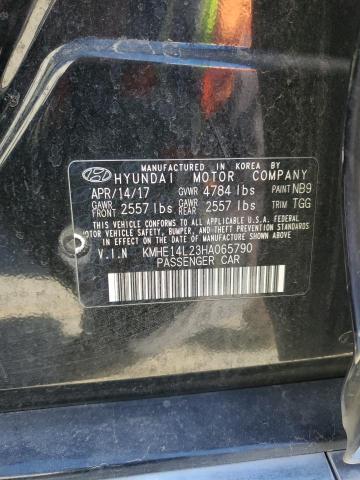 MANUFACTURED IN KOREA BY
HYUNDAI MOTOR COMPANY
APR/14/17 GVWR 4784 lbs PAINT NB9
GAWR FRONT 2557 lbs GAWR REAR 2557 lbs TRIM TGG
THIS VEHICLE CONFORMS TO ALL APPLICABLE U.S.A. FEDERAL
MOTOR VEHICLE SAFETY, BUMPER, AND THEFT PREVENTION
STANDARDS IN EFFECT ON THE DATE OF MANUFACTURE SHOWN ABOVE.
V.I.N KMHE14L23HA065790
PASSENGER CAR